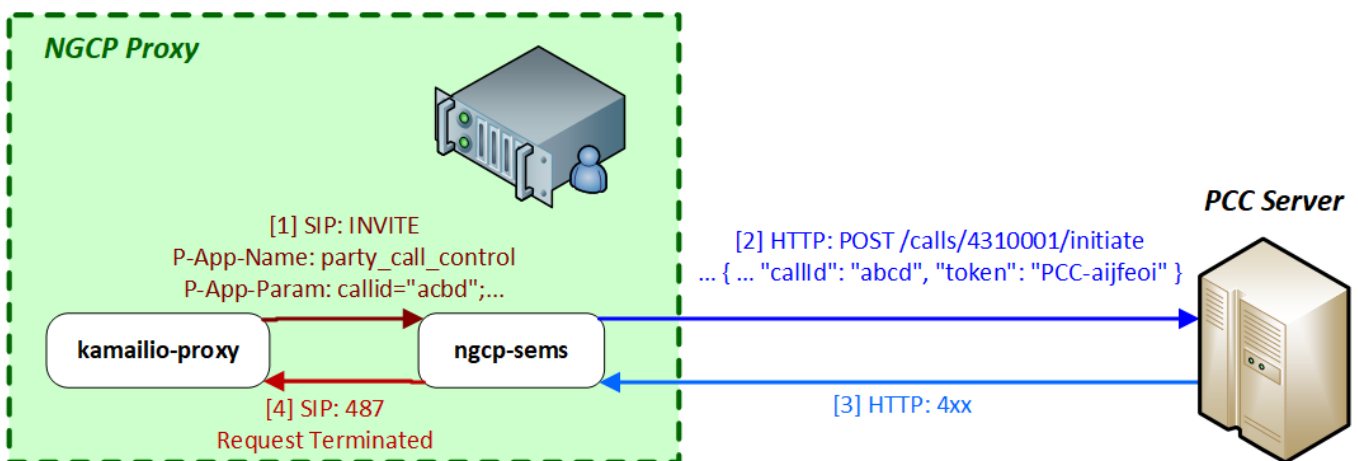 NGCP Proxy
[1] SIP: INVITE
P-App-Name: party_call_control
P-App-Param: callid="acbd";...
kamailio-proxy
ngcp-sems
[4] SIP: 487
Request Terminated
[2] HTTP: POST /calls/4310001/initiate
... { ... "callId": "abcd", "token": "PCC-aijfeoi" }
[3] HTTP: 4xx
PCC Server